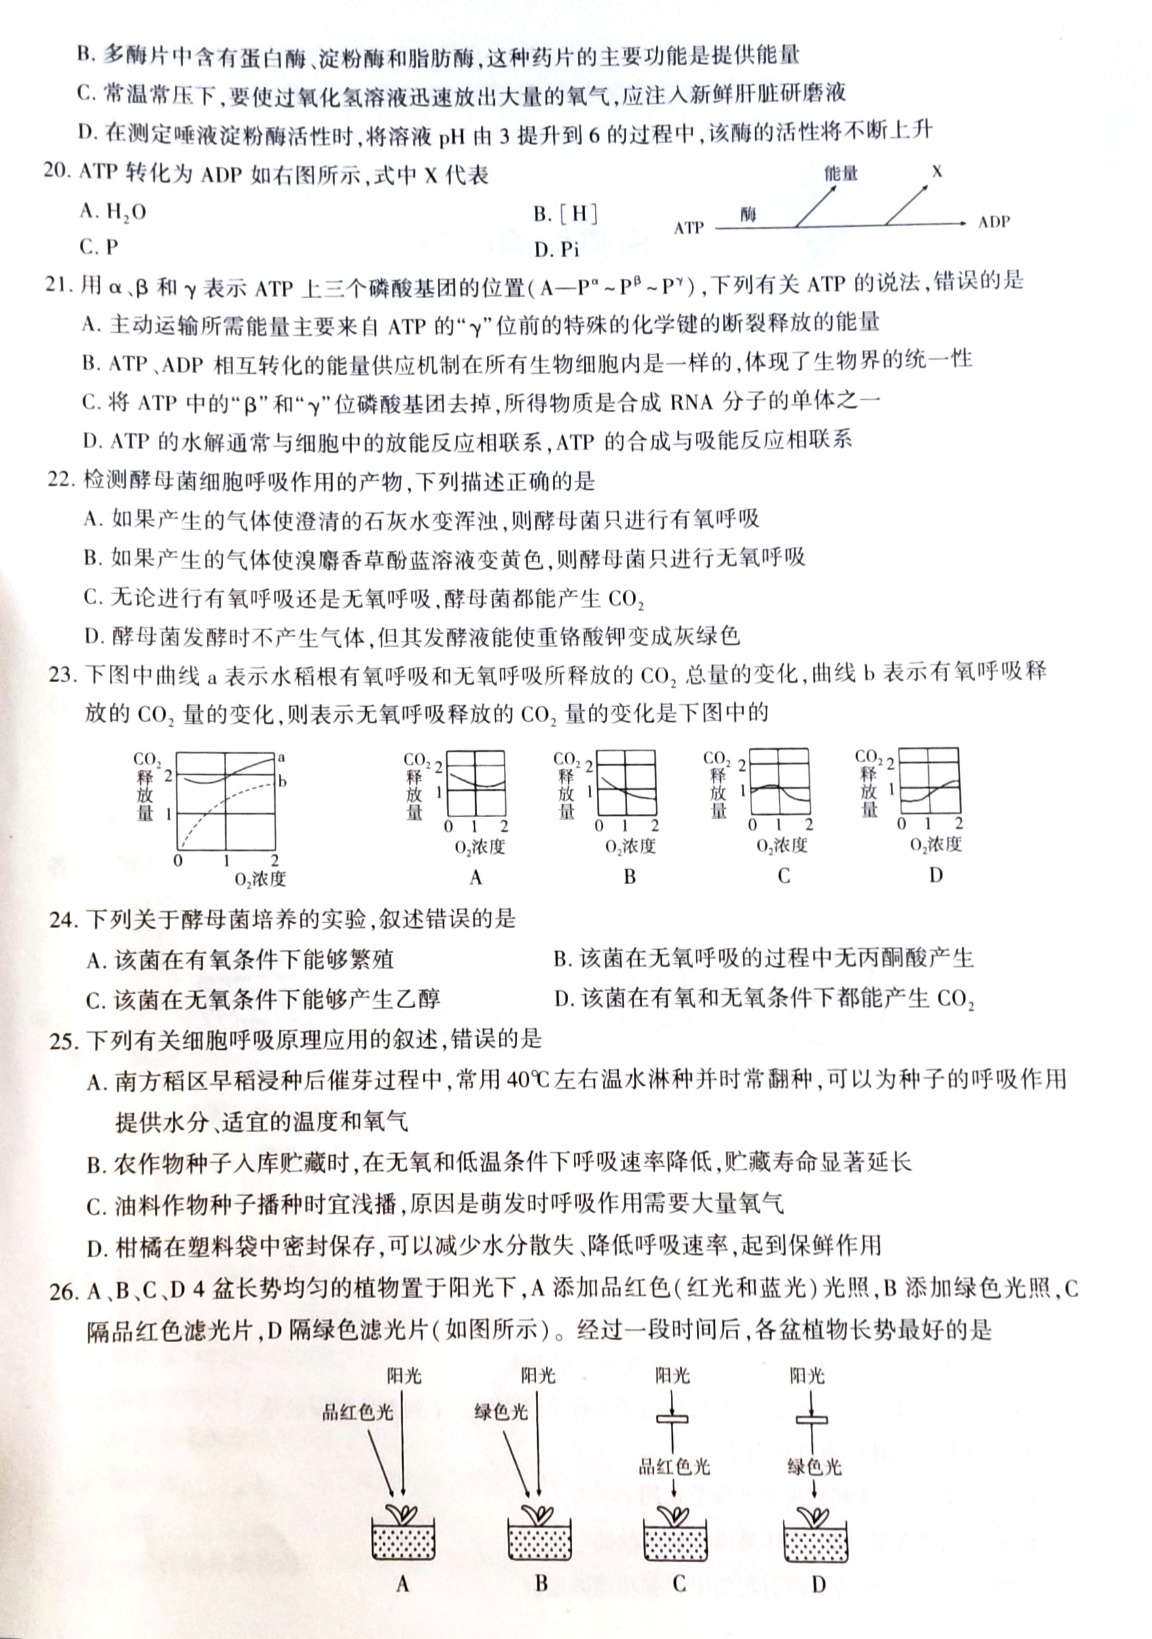 B. 多酶片中含有蛋白酶、淀粉酶和脂肪酶,这种药片的主要功能是提供能量
C. 常温常压下,要使过氧化氢溶液迅速放出大量的氧气,应注入新鲜肝脏研磨液
D. 在测定唾液淀粉酶活性时,将溶液 pH 由 3 提升到 6 的过程中,该酶的活性将不断上升
20. ATP 转化为 ADP 如右图所示,式中 X 代表
A. H₂O B. [H]
C. P D. Pi
能量 X
ATP 酶 ADP
21. 用 α、β 和 γ 表示 ATP 上三个磷酸基团的位置(A—Pᵅ~Pᵝ~Pᵞ),下列有关 ATP 的说法,错误的是
A. 主动运输所需能量主要来自 ATP 的“γ”位前的特殊的化学键的断裂释放的能量
B. ATP、ADP 相互转化的能量供应机制在所有生物细胞内是一样的,体现了生物界的统一性
C. 将 ATP 中的“β”和“γ”位磷酸基团去掉,所得物质是合成 RNA 分子的单体之一
D. ATP 的水解通常与细胞中的放能反应相联系,ATP 的合成与吸能反应相联系
22. 检测酵母菌细胞呼吸作用的产物,下列描述正确的是
A. 如果产生的气体使澄清的石灰水变浑浊,则酵母菌只进行有氧呼吸
B. 如果产生的气体使溴麝香草酚蓝溶液变黄色,则酵母菌只进行无氧呼吸
C. 无论进行有氧呼吸还是无氧呼吸,酵母菌都能产生 CO₂
D. 酵母菌发酵时不产生气体,但其发酵液能使重铬酸钾变成灰绿色
23. 下图中曲线 a 表示水稻根有氧呼吸和无氧呼吸所释放的 CO₂ 总量的变化,曲线 b 表示有氧呼吸释
放的 CO₂ 量的变化,则表示无氧呼吸释放的 CO₂ 量的变化是下图中的
CO₂释放量 2 1 a b 0 1 2 O₂浓度
CO₂释放量 2 1 0 1 2 O₂浓度 A
CO₂释放量 2 1 0 1 2 O₂浓度 B
CO₂释放量 2 1 0 1 2 O₂浓度 C
CO₂释放量 2 1 0 1 2 O₂浓度 D
24. 下列关于酵母菌培养的实验,叙述错误的是
A. 该菌在有氧条件下能够繁殖 B. 该菌在无氧呼吸的过程中无丙酮酸产生
C. 该菌在无氧条件下能够产生乙醇 D. 该菌在有氧和无氧条件下都能产生 CO₂
25. 下列有关细胞呼吸原理应用的叙述,错误的是
A. 南方稻区早稻浸种后催芽过程中,常用 40℃左右温水淋种并时常翻种,可以为种子的呼吸作用
提供水分、适宜的温度和氧气
B. 农作物种子入库贮藏时,在无氧和低温条件下呼吸速率降低,贮藏寿命显著延长
C. 油料作物种子播种时宜浅播,原因是萌发时呼吸作用需要大量氧气
D. 柑橘在塑料袋中密封保存,可以减少水分散失、降低呼吸速率,起到保鲜作用
26. A、B、C、D 4 盆长势均匀的植物置于阳光下,A 添加品红色(红光和蓝光)光照,B 添加绿色光照,C
隔品红色滤光片,D 隔绿色滤光片(如图所示)。经过一段时间后,各盆植物长势最好的是
阳光 阳光 阳光 阳光
品红色光 绿色光
品红色光 绿色光
A B C D